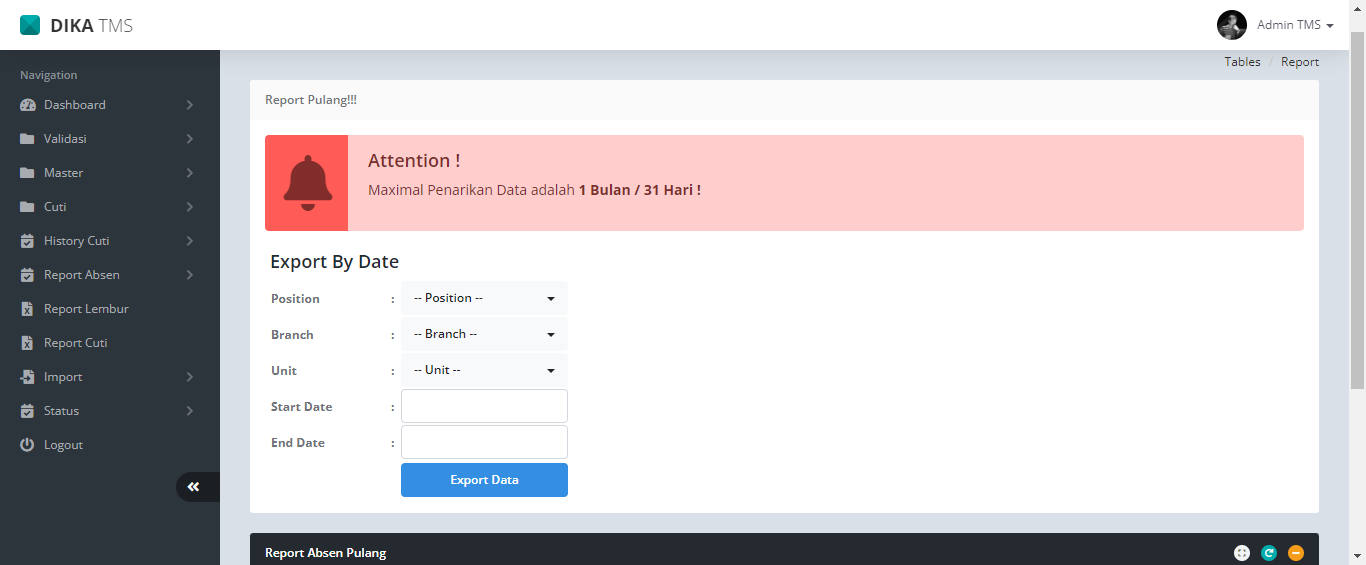 DIKA TMS
Admin TMS
Navigation
Dashboard
Validasi
Master
Cuti
History Cuti
Report Absen
Report Lembur
Report Cuti
Import
Status
Logout
Tables / Report
Report Pulang!!!
Attention !
Maximal Penarikan Data adalah 1 Bulan / 31 Hari !
Export By Date
Position : -- Position --
Branch : -- Branch --
Unit : -- Unit --
Start Date :
End Date :
Export Data
Report Absen Pulang